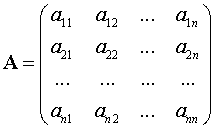 a₁₁ a₁₂ ... a₁ₙ
a₂₁ a₂₂ ... a₂ₙ
A =
... ... ... ...
aₙ₁ aₙ₂ ... aₙₙ